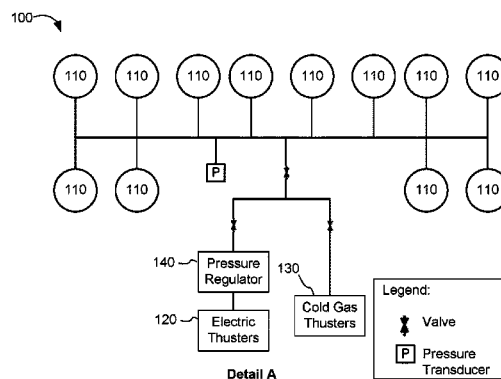 100
110 110 110 110 110 110 110 110
110 110 110 110
P
140
Pressure
Regulator
130
Cold Gas
Thusters
120
Electric
Thusters
Legend:
Valve
P Pressure
Transducer
Detail A